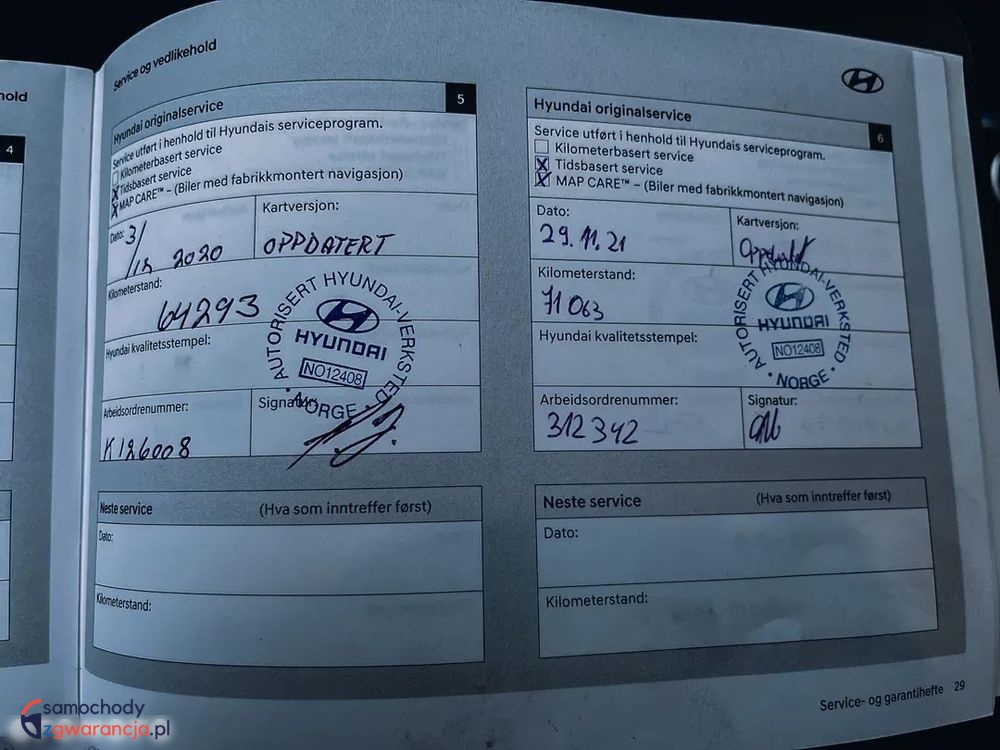 hold
4
Service og vedlikehold
Hyundai originalservice
5
Service utført i henhold til Hyundais serviceprogram.
Kilometerbasert service
X Tidsbasert service
X MAP CARE™ – (Biler med fabrikkmontert navigasjon)
Dato: 3/
/12 2020
Kartversjon:
OPPDATERT
Kilometerstand:
64293
Hyundai kvalitetsstempel:
AUTORISERT HYUNDAI-VERKSTED
HYUNDAI
NO12408
• NORGE •
Arbeidsordrenummer:
K126008
Signatur:
Neste service (Hva som inntreffer først)
Dato:
Kilometerstand:
Hyundai originalservice
6
Service utført i henhold til Hyundais serviceprogram.
Kilometerbasert service
X Tidsbasert service
X MAP CARE™ – (Biler med fabrikkmontert navigasjon)
Dato:
29.11.21
Kartversjon:
Kilometerstand:
71063
Hyundai kvalitetsstempel:
AUTORISERT HYUNDAI-VERKSTED
HYUNDAI
NO12408
• NORGE •
Arbeidsordrenummer:
312342
Signatur:
Neste service (Hva som inntreffer først)
Dato:
Kilometerstand:
Service- og garantihefte 29
samochody
zgwarancja.pl